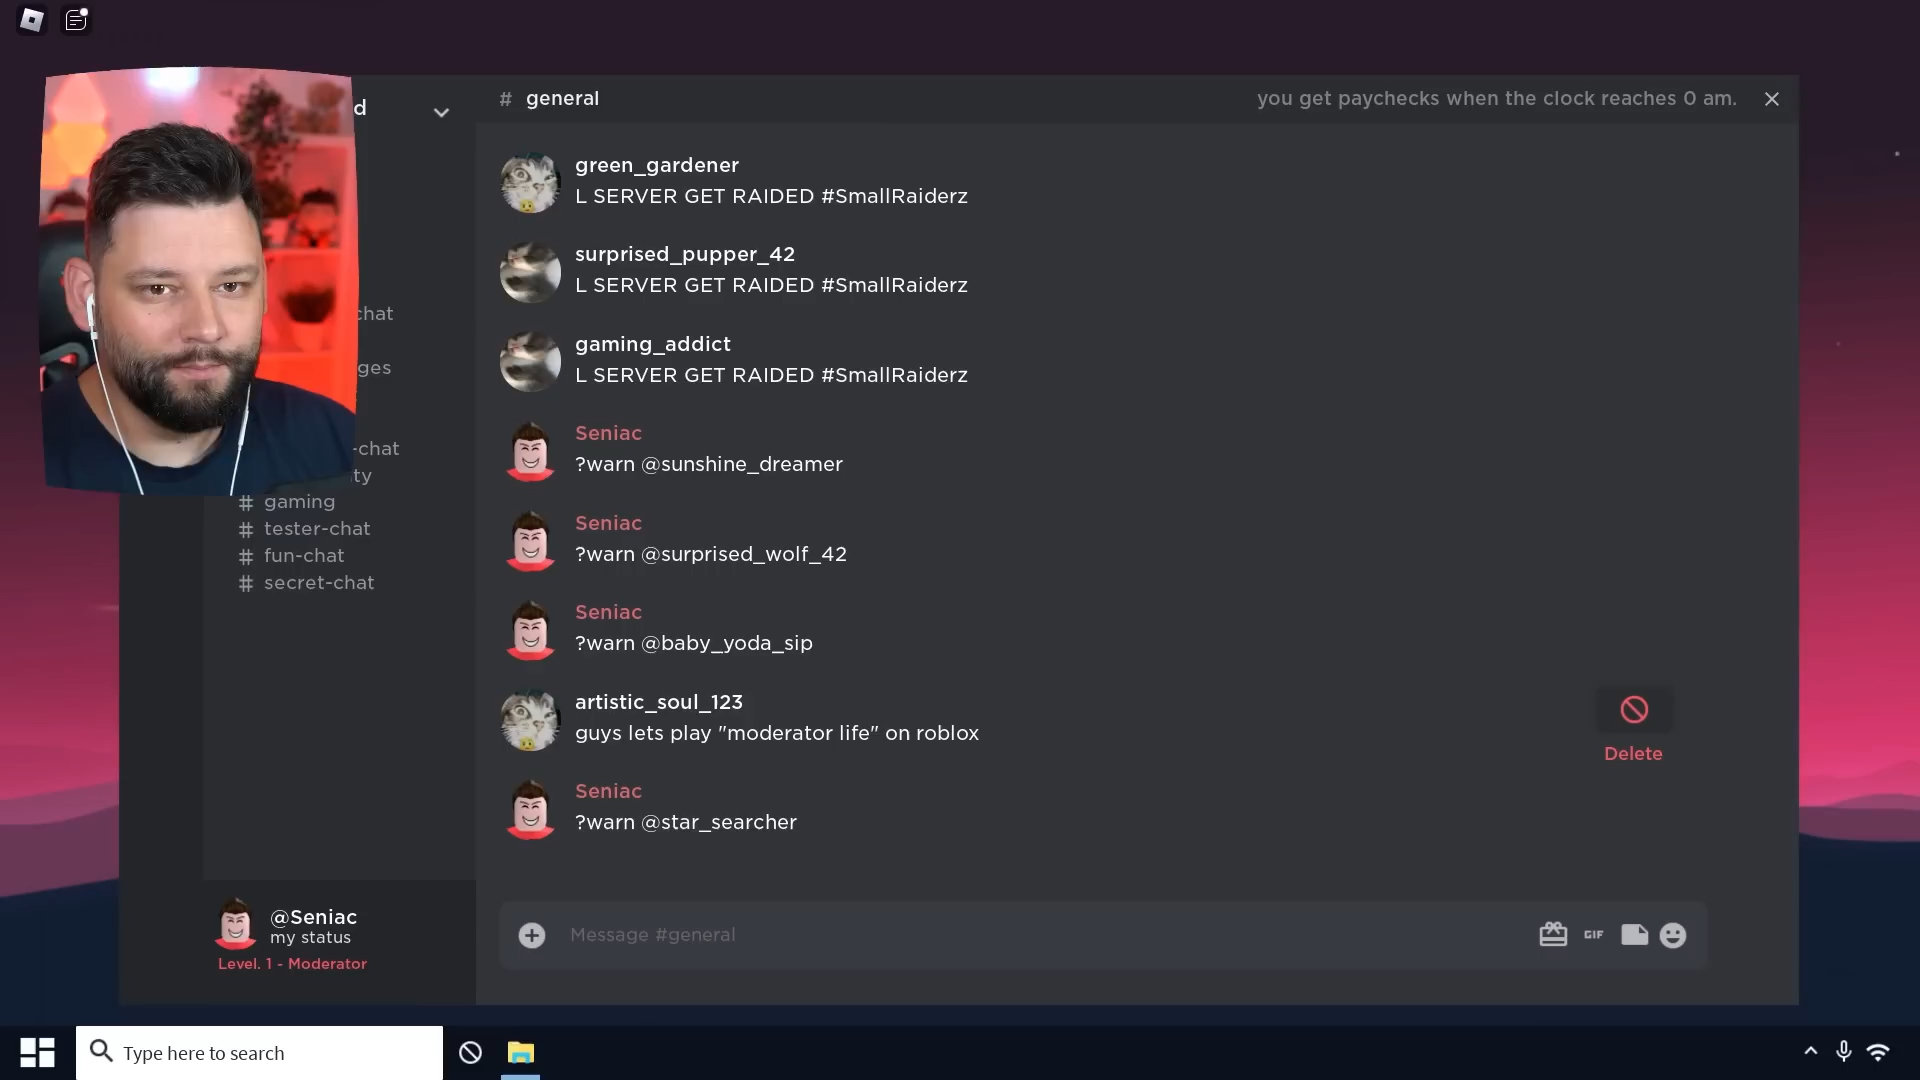 d
# general
you get paychecks when the clock reaches 0 am.
green_gardener
L SERVER GET RAIDED #SmallRaiderz
surprised_pupper_42
L SERVER GET RAIDED #SmallRaiderz
gaming_addict
L SERVER GET RAIDED #SmallRaiderz
Seniac
?warn @sunshine_dreamer
Seniac
?warn @surprised_wolf_42
Seniac
?warn @baby_yoda_sip
artistic_soul_123
guys lets play "moderator life" on roblox
Delete
Seniac
?warn @star_searcher
chat
ges
-chat
ty
# gaming
# tester-chat
# fun-chat
# secret-chat
@Seniac
my status
Level. 1 - Moderator
Message #general
GIF
Type here to search